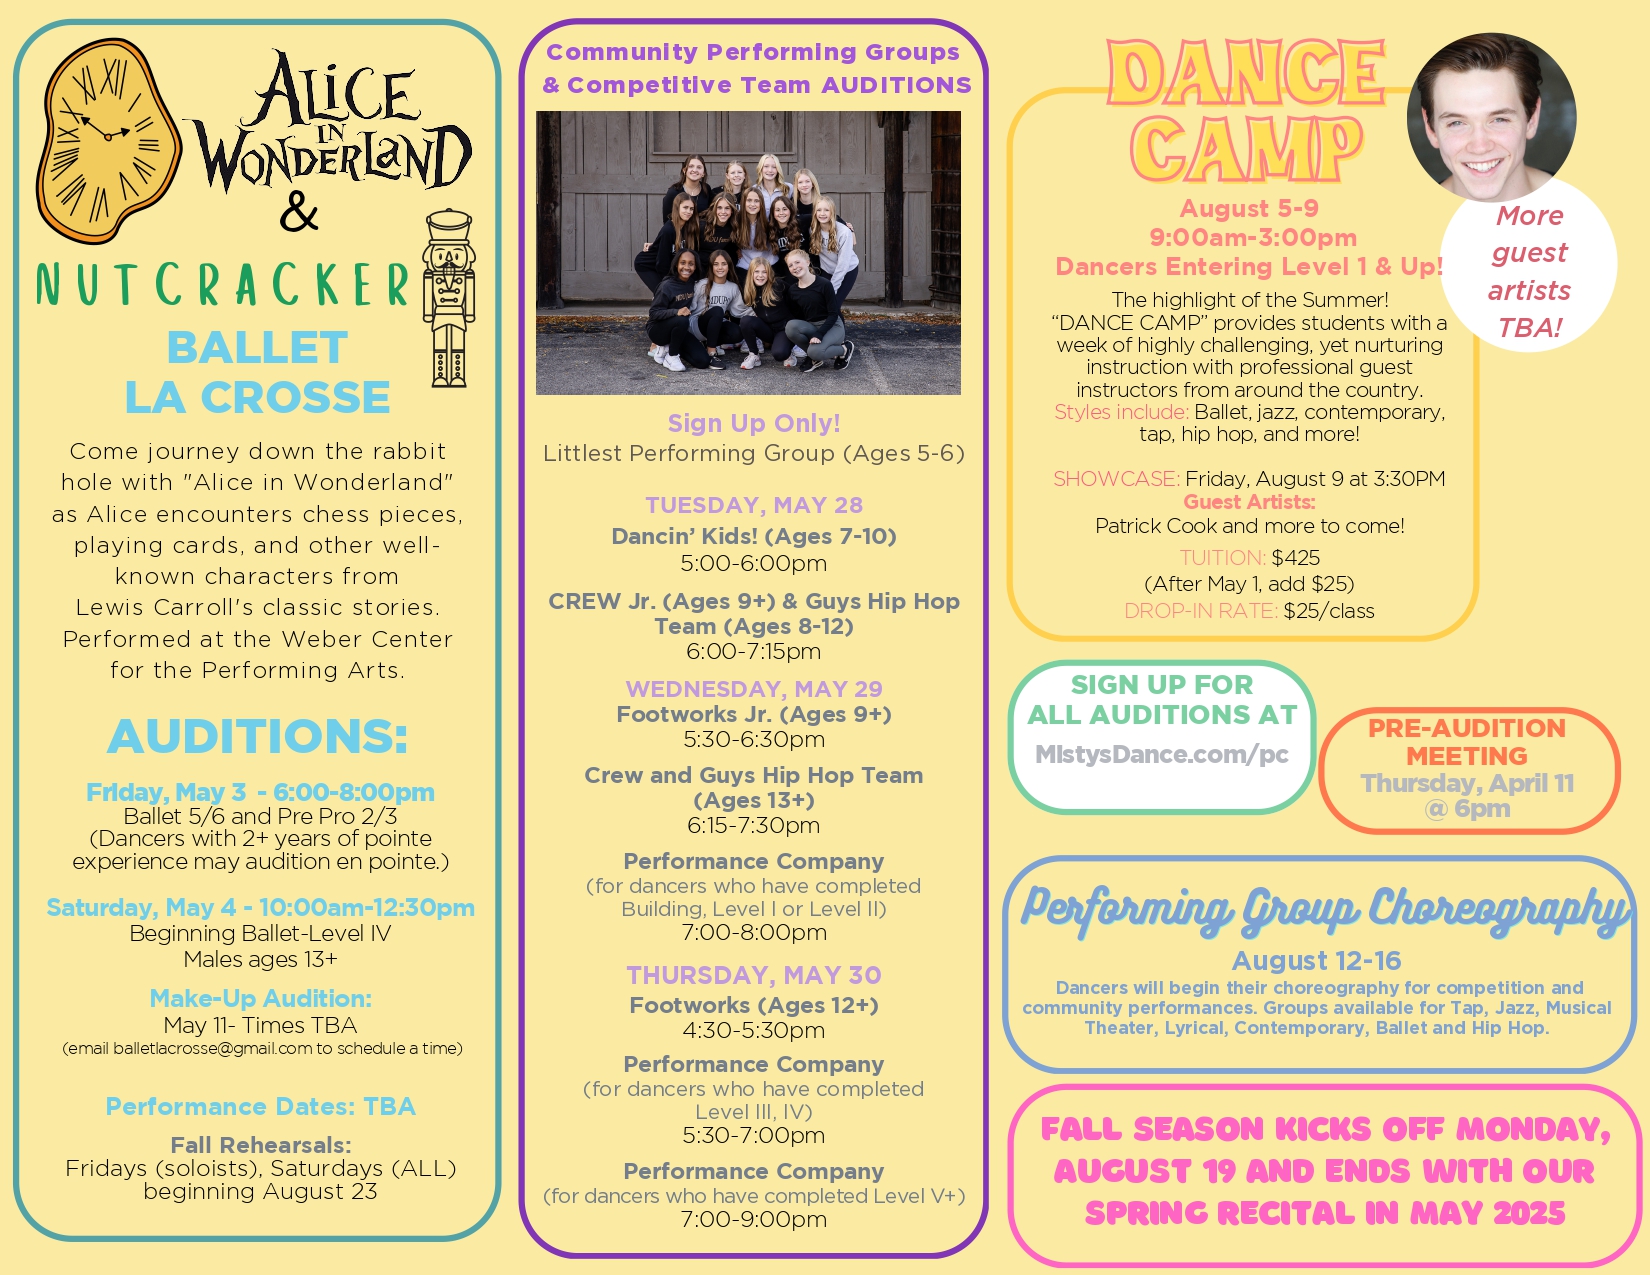 ALICE
IN
WONDERLAND
&
NUTCRACKER
BALLET
LA CROSSE
Come journey down the rabbit
hole with "Alice in Wonderland"
as Alice encounters chess pieces,
playing cards, and other well-
known characters from
Lewis Carroll's classic stories.
Performed at the Weber Center
for the Performing Arts.
AUDITIONS:
Friday, May 3 - 6:00-8:00pm
Ballet 5/6 and Pre Pro 2/3
(Dancers with 2+ years of pointe
experience may audition en pointe.)
Saturday, May 4 - 10:00am-12:30pm
Beginning Ballet-Level IV
Males ages 13+
Make-Up Audition:
May 11- Times TBA
(email balletlacrosse@gmail.com to schedule a time)
Performance Dates: TBA
Fall Rehearsals:
Fridays (soloists), Saturdays (ALL)
beginning August 23
Community Performing Groups
& Competitive Team AUDITIONS
Sign Up Only!
Littlest Performing Group (Ages 5-6)
TUESDAY, MAY 28
Dancin’ Kids! (Ages 7-10)
5:00-6:00pm
CREW Jr. (Ages 9+) & Guys Hip Hop
Team (Ages 8-12)
6:00-7:15pm
WEDNESDAY, MAY 29
Footworks Jr. (Ages 9+)
5:30-6:30pm
Crew and Guys Hip Hop Team
(Ages 13+)
6:15-7:30pm
Performance Company
(for dancers who have completed
Building, Level I or Level II)
7:00-8:00pm
THURSDAY, MAY 30
Footworks (Ages 12+)
4:30-5:30pm
Performance Company
(for dancers who have completed
Level III, IV)
5:30-7:00pm
Performance Company
(for dancers who have completed Level V+)
7:00-9:00pm
DANCE
CAMP
August 5-9
9:00am-3:00pm
Dancers Entering Level 1 & Up!
More
guest
artists
TBA!
The highlight of the Summer!
“DANCE CAMP” provides students with a
week of highly challenging, yet nurturing
instruction with professional guest
instructors from around the country.
Styles include: Ballet, jazz, contemporary,
tap, hip hop, and more!
SHOWCASE: Friday, August 9 at 3:30PM
Guest Artists:
Patrick Cook and more to come!
TUITION: $425
(After May 1, add $25)
DROP-IN RATE: $25/class
SIGN UP FOR
ALL AUDITIONS AT
MistysDance.com/pc
PRE-AUDITION
MEETING
Thursday, April 11
@ 6pm
Performing Group Choreography
August 12-16
Dancers will begin their choreography for competition and
community performances. Groups available for Tap, Jazz, Musical
Theater, Lyrical, Contemporary, Ballet and Hip Hop.
FALL SEASON KICKS OFF MONDAY,
AUGUST 19 AND ENDS WITH OUR
SPRING RECITAL IN MAY 2025